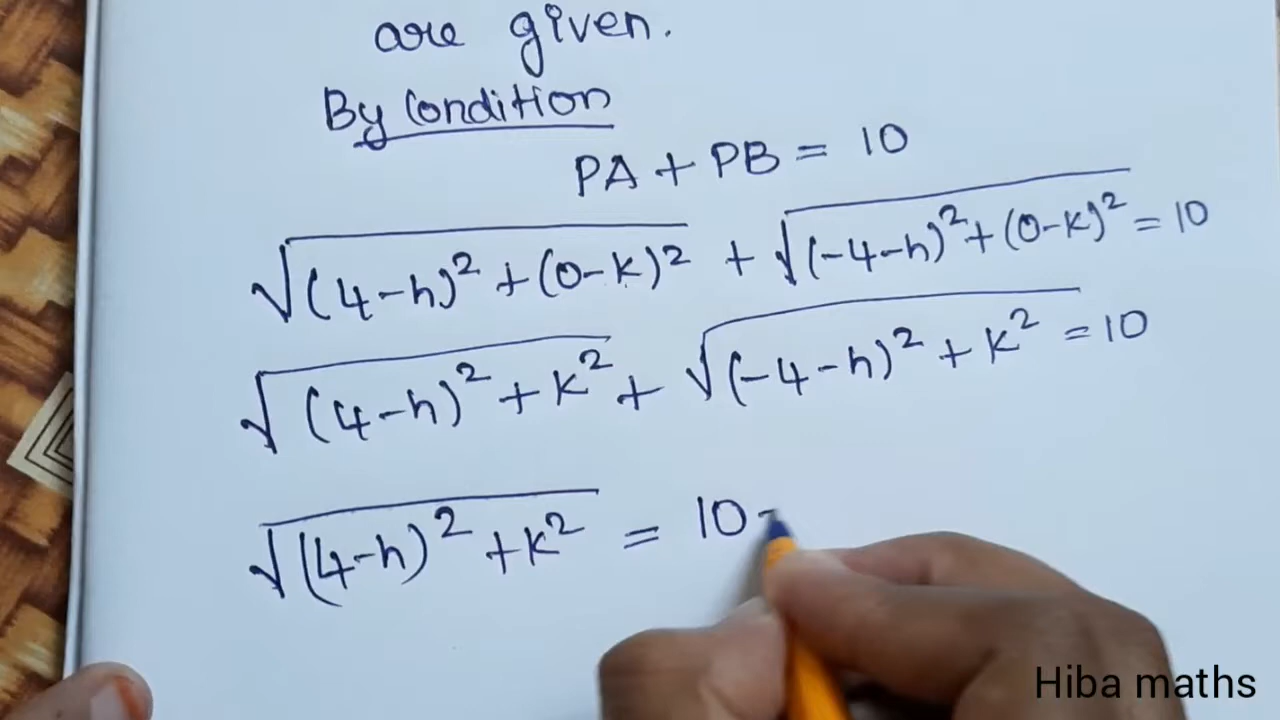 are given.
By Condition
PA + PB = 10
√(4-h)² + (0-k)² + √(-4-h)² + (0-k)² = 10
√(4-h)² + k² + √(-4-h)² + k² = 10
√(4-h)² + k² = 10 -
Hiba maths